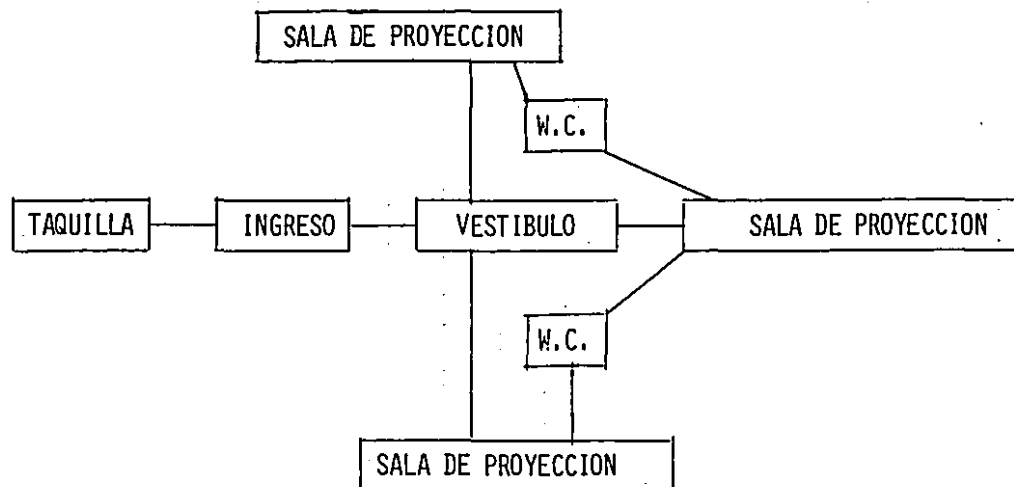 SALA DE PROYECCION
W.C.
TAQUILLA
INGRESO
VESTIBULO
SALA DE PROYECCION
W.C.
SALA DE PROYECCION